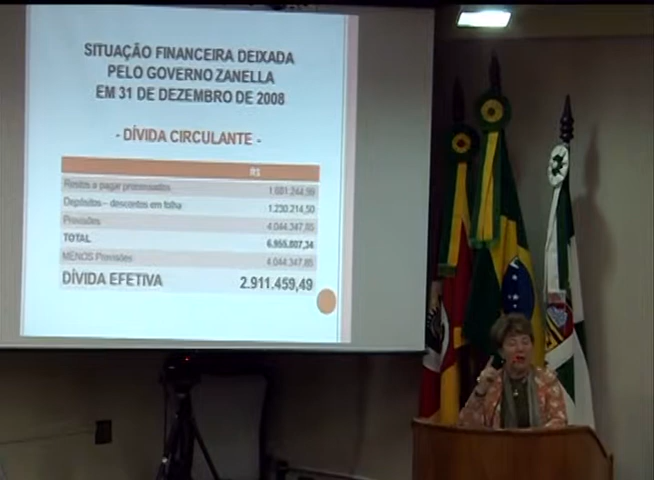 SITUAÇÃO FINANCEIRA DEIXADA
PELO GOVERNO ZANELLA
EM 31 DE DEZEMBRO DE 2008
- DÍVIDA CIRCULANTE -
R$
Restos a pagar processados 1.681.244,99
Depósitos – descontos em folha 1.230.214,50
Provisões 4.044.347,85
TOTAL 6.955.807,34
MENOS Provisões 4.044.347,85
DÍVIDA EFETIVA 2.911.459,49